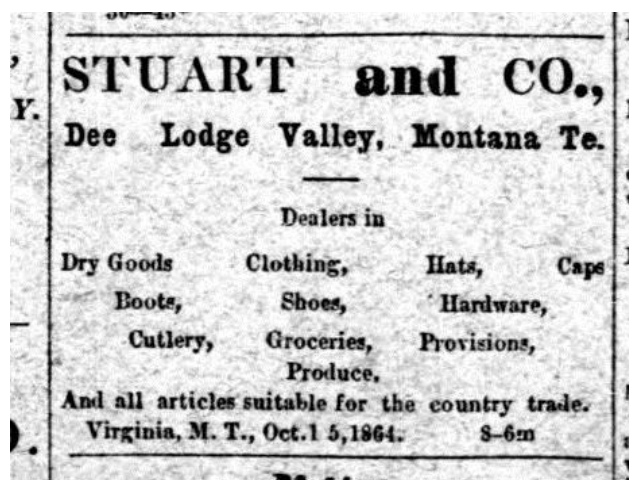 STUART and CO.,
Dee Lodge Valley, Montana Te.
Dealers in
Dry Goods Clothing, Hats, Caps
Boots, Shoes, Hardware,
Cutlery, Groceries, Provisions,
Produce.
And all articles suitable for the country trade.
Virginia, M. T., Oct.1 5,1864. 8-6m